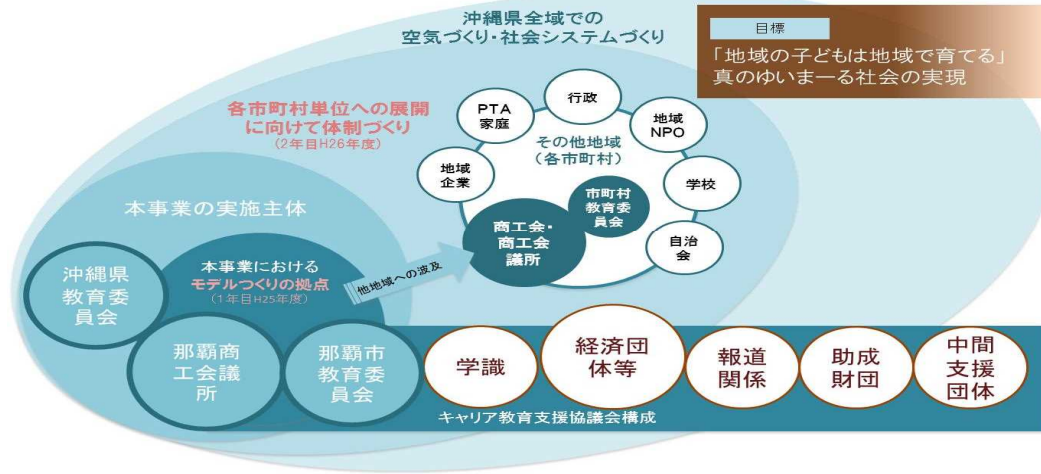 沖縄県全域での
空気づくり・社会システムづくり
目標
「地域の子どもは地域で育てる」
真のゆいまーる社会の実現
各市町村単位への展開
に向けて体制づくり
(2年目H26年度)
PTA
家庭
行政
地域
NPO
地域
企業
その他地域
(各市町村)
学校
市町村
教育委
員会
商工会・
商工会
議所
自治
会
本事業の実施主体
本事業における
モデルつくりの拠点
(1年目H25年度)
他地域への波及
沖縄県
教育委
員会
那覇商
工会議
所
那覇市
教育委
員会
学識
経済団
体等
報道
関係
助成
財団
中間
支援
団体
キャリア教育支援協議会構成